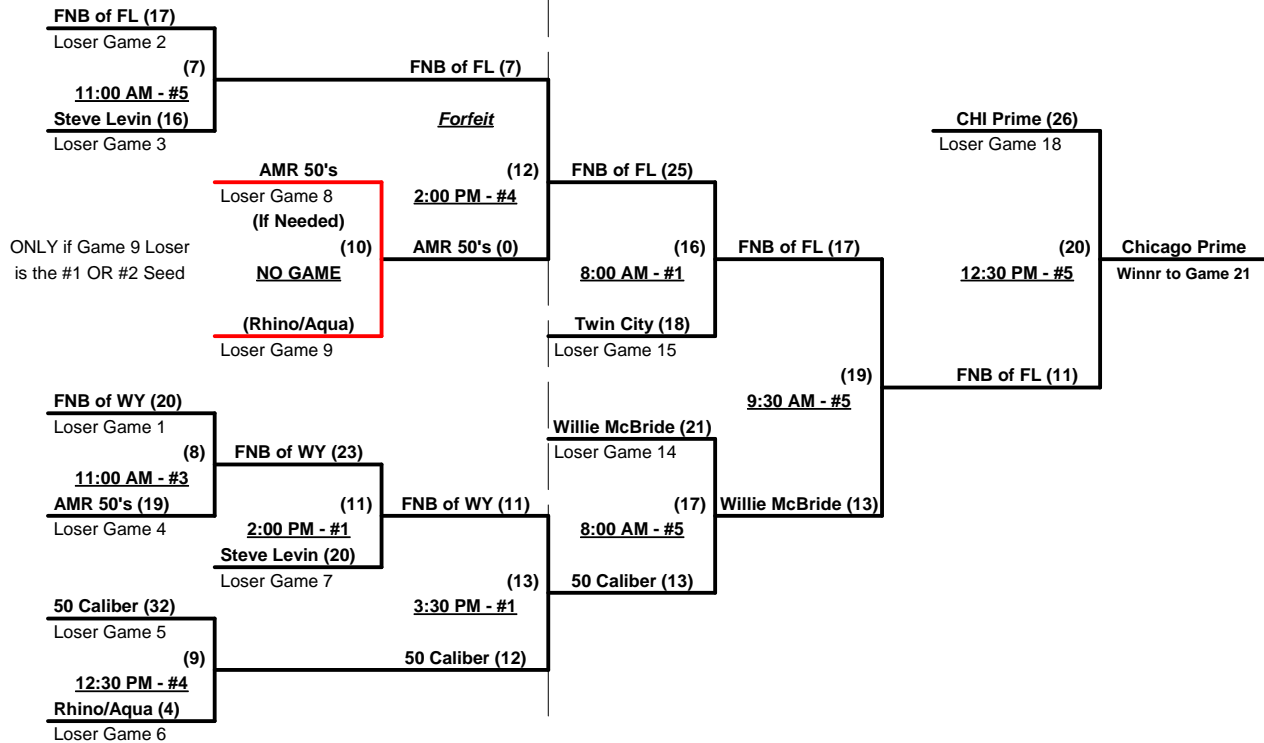 FNB of FL (17)
Loser Game 2
(7)
11:00 AM - #5
Steve Levin (16)
Loser Game 3
FNB of FL (7)
Forfeit
AMR 50's
Loser Game 8
(If Needed)
(10)
NO GAME
(Rhino/Aqua)
Loser Game 9
ONLY if Game 9 Loser
is the #1 OR #2 Seed
(12)
2:00 PM - #4
AMR 50's (0)
FNB of FL (25)
(16)
8:00 AM - #1
Twin City (18)
Loser Game 15
FNB of FL (17)
CHI Prime (26)
Loser Game 18
(20)
12:30 PM - #5
Chicago Prime
Winnr to Game 21
(19)
9:30 AM - #5
FNB of FL (11)
FNB of WY (20)
Loser Game 1
(8)
11:00 AM - #3
AMR 50's (19)
Loser Game 4
FNB of WY (23)
(11)
2:00 PM - #1
Steve Levin (20)
Loser Game 7
FNB of WY (11)
Willie McBride (21)
Loser Game 14
(17)
8:00 AM - #5
Willie McBride (13)
(13)
3:30 PM - #1
50 Caliber (13)
50 Caliber (32)
Loser Game 5
(9)
12:30 PM - #4
Rhino/Aqua (4)
Loser Game 6
50 Caliber (12)